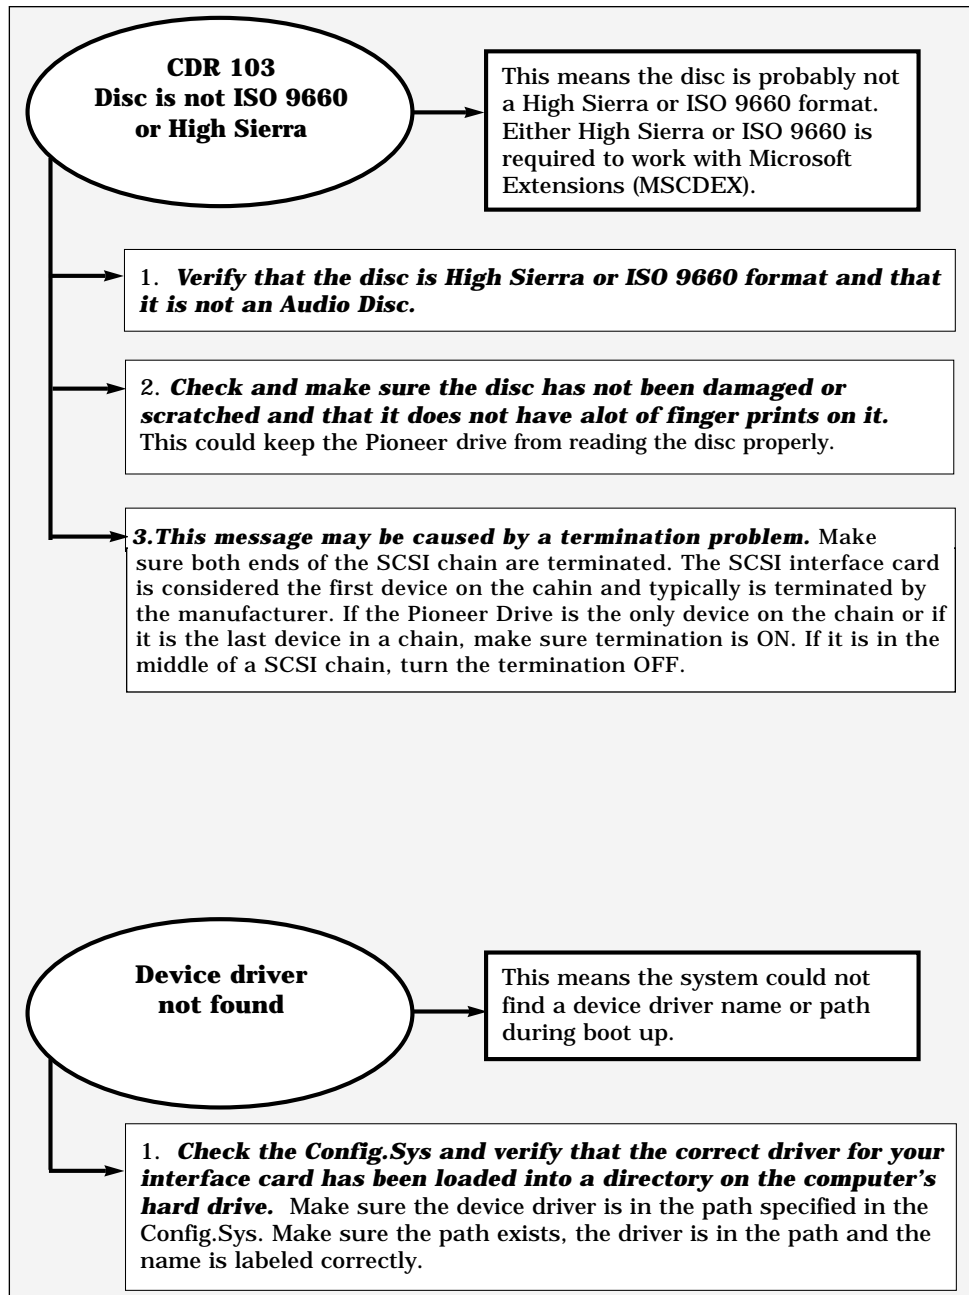 CDR 103
Disc is not ISO 9660
or High Sierra
This means the disc is probably not
a High Sierra or ISO 9660 format.
Either High Sierra or ISO 9660 is
required to work with Microsoft
Extensions (MSCDEX).
1. Verify that the disc is High Sierra or ISO 9660 format and that
it is not an Audio Disc.
2. Check and make sure the disc has not been damaged or
scratched and that it does not have alot of finger prints on it.
This could keep the Pioneer drive from reading the disc properly.
3.This message may be caused by a termination problem. Make
sure both ends of the SCSI chain are terminated. The SCSI interface card
is considered the first device on the cahin and typically is terminated by
the manufacturer. If the Pioneer Drive is the only device on the chain or if
it is the last device in a chain, make sure termination is ON. If it is in the
middle of a SCSI chain, turn the termination OFF.
Device driver
not found
This means the system could not
find a device driver name or path
during boot up.
1. Check the Config.Sys and verify that the correct driver for your
interface card has been loaded into a directory on the computer's
hard drive. Make sure the device driver is in the path specified in the
Config.Sys. Make sure the path exists, the driver is in the path and the
name is labeled correctly.